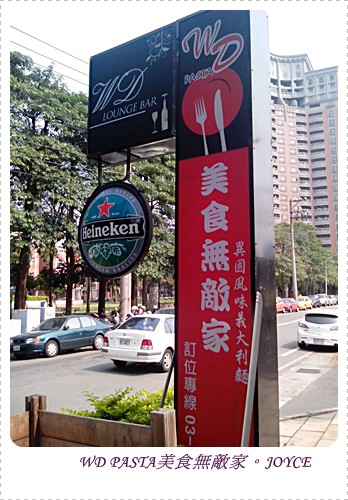 WD
LOUNGE BAR
WD
PASTA
Heineken
美食無敵家
異國風味義大利麵
訂位專線 03-
WD PASTA美食無敵家。JOYCE